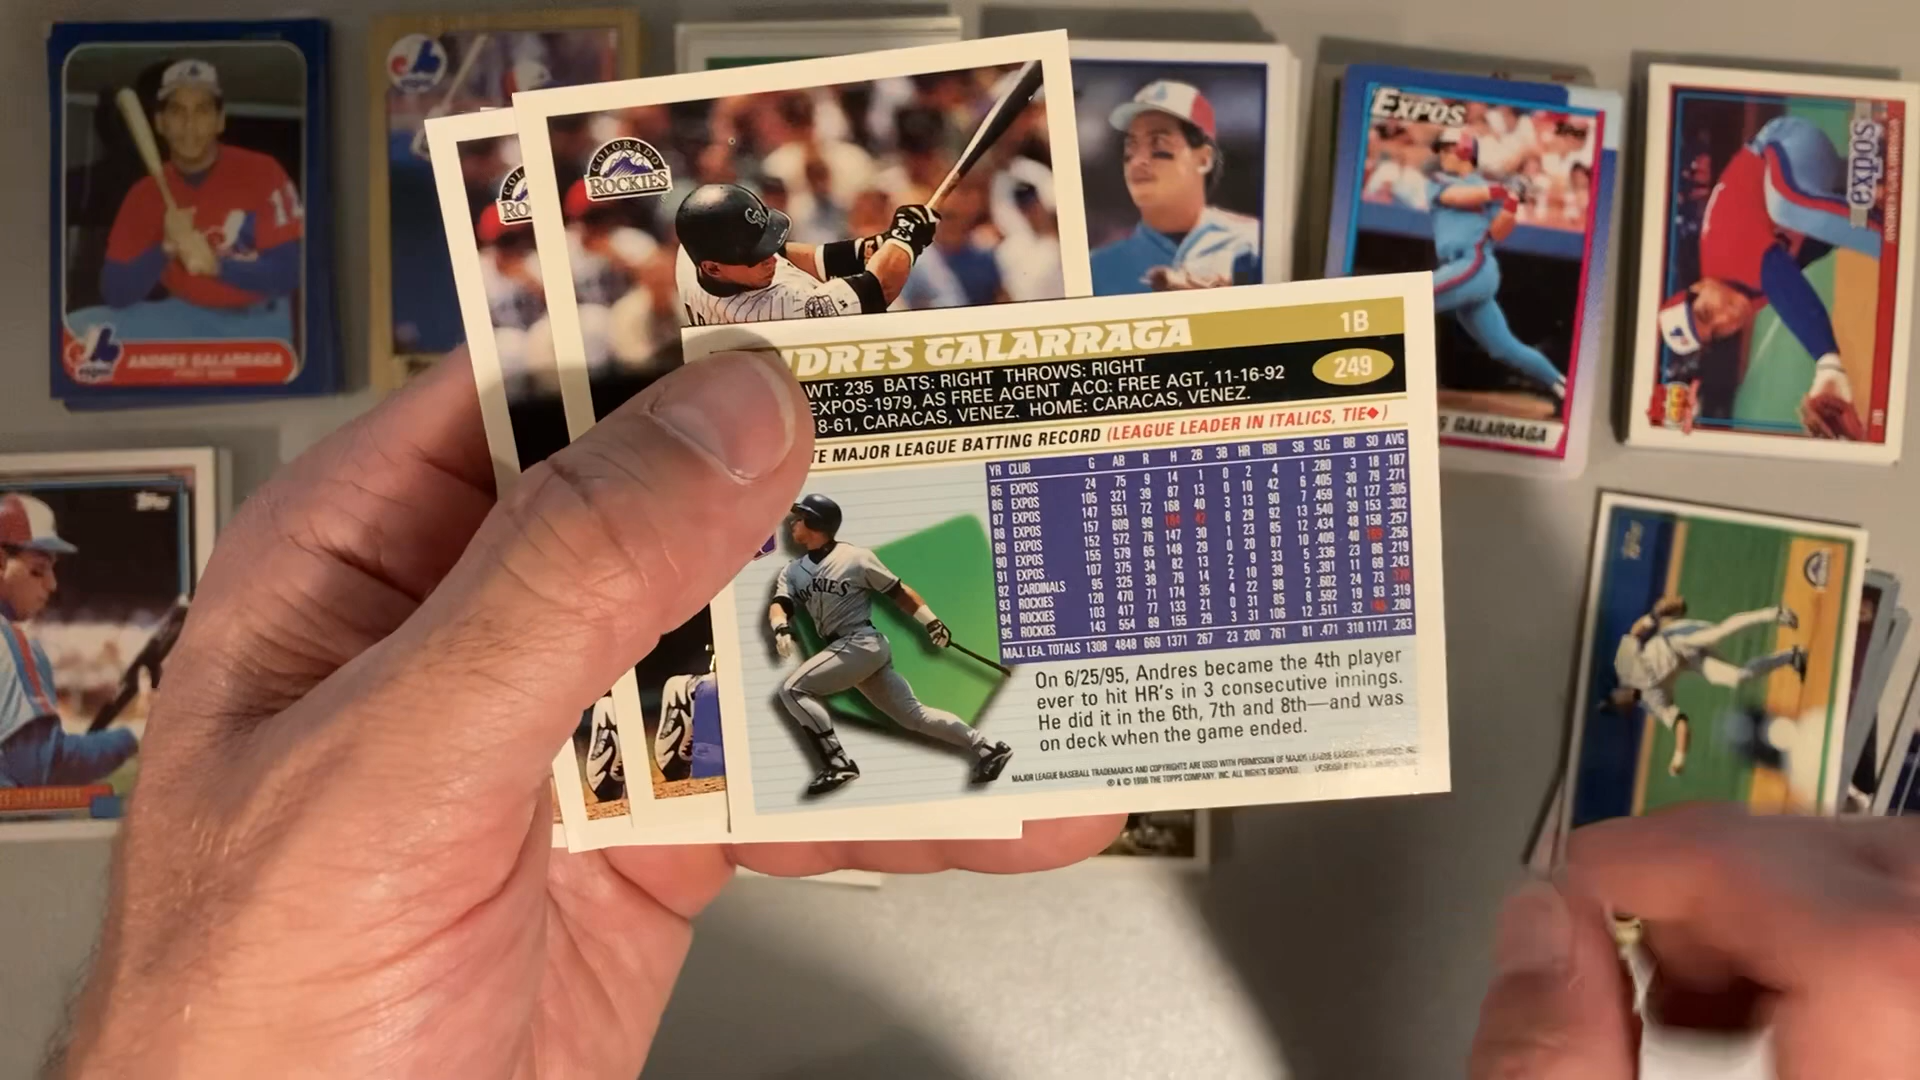 EXPOS
Topps
COLORADO
ROCKIES
expos
11
ANDRES GALARRAGA
NDRES GALARRAGA
1B
249
WT: 235 BATS: RIGHT THROWS: RIGHT
EXPOS-1979, AS FREE AGENT ACQ: FREE AGT, 11-16-92
8-61, CARACAS, VENEZ. HOME: CARACAS, VENEZ.
TE MAJOR LEAGUE BATTING RECORD (LEAGUE LEADER IN ITALICS, TIE♦)
YR CLUB G AB R H 2B 3B HR RBI SB SLG BB SO AVG
85 EXPOS 24 75 9 14 1 0 2 4 1 .280 3 18 .187
86 EXPOS 105 321 39 87 13 0 10 42 6 .405 30 79 .271
87 EXPOS 147 551 72 168 40 3 13 90 7 .459 41 127 .305
88 EXPOS 157 609 99 184 42 8 29 92 13 .540 39 153 .302
89 EXPOS 152 572 76 147 30 1 23 85 12 .434 48 158 .257
90 EXPOS 155 579 65 148 29 0 20 87 10 .409 40 .256
91 EXPOS 107 375 34 82 13 2 9 33 5 .336 23 86 .219
92 CARDINALS 95 325 38 79 14 2 10 39 5 .391 11 69 .243
93 ROCKIES 120 470 71 174 35 4 22 98 2 .602 24 73
94 ROCKIES 103 417 77 133 21 0 31 85 8 .592 19 93 .319
95 ROCKIES 143 554 89 155 29 3 31 106 12 .511 32 .280
MAJ. LEA. TOTALS 1308 4848 669 1371 267 23 200 761 81 .471 310 1171 .283
ROCKIES
On 6/25/95, Andres became the 4th player
ever to hit HR's in 3 consecutive innings.
He did it in the 6th, 7th and 8th—and was
on deck when the game ended.
MAJOR LEAGUE BASEBALL TRADEMARKS AND COPYRIGHTS ARE USED WITH PERMISSION OF MAJOR LEAGUE BASEBALL PROPERTIES, INC.
® & © 1996 THE TOPPS COMPANY, INC. ALL RIGHTS RESERVED.
S GALARRAGA